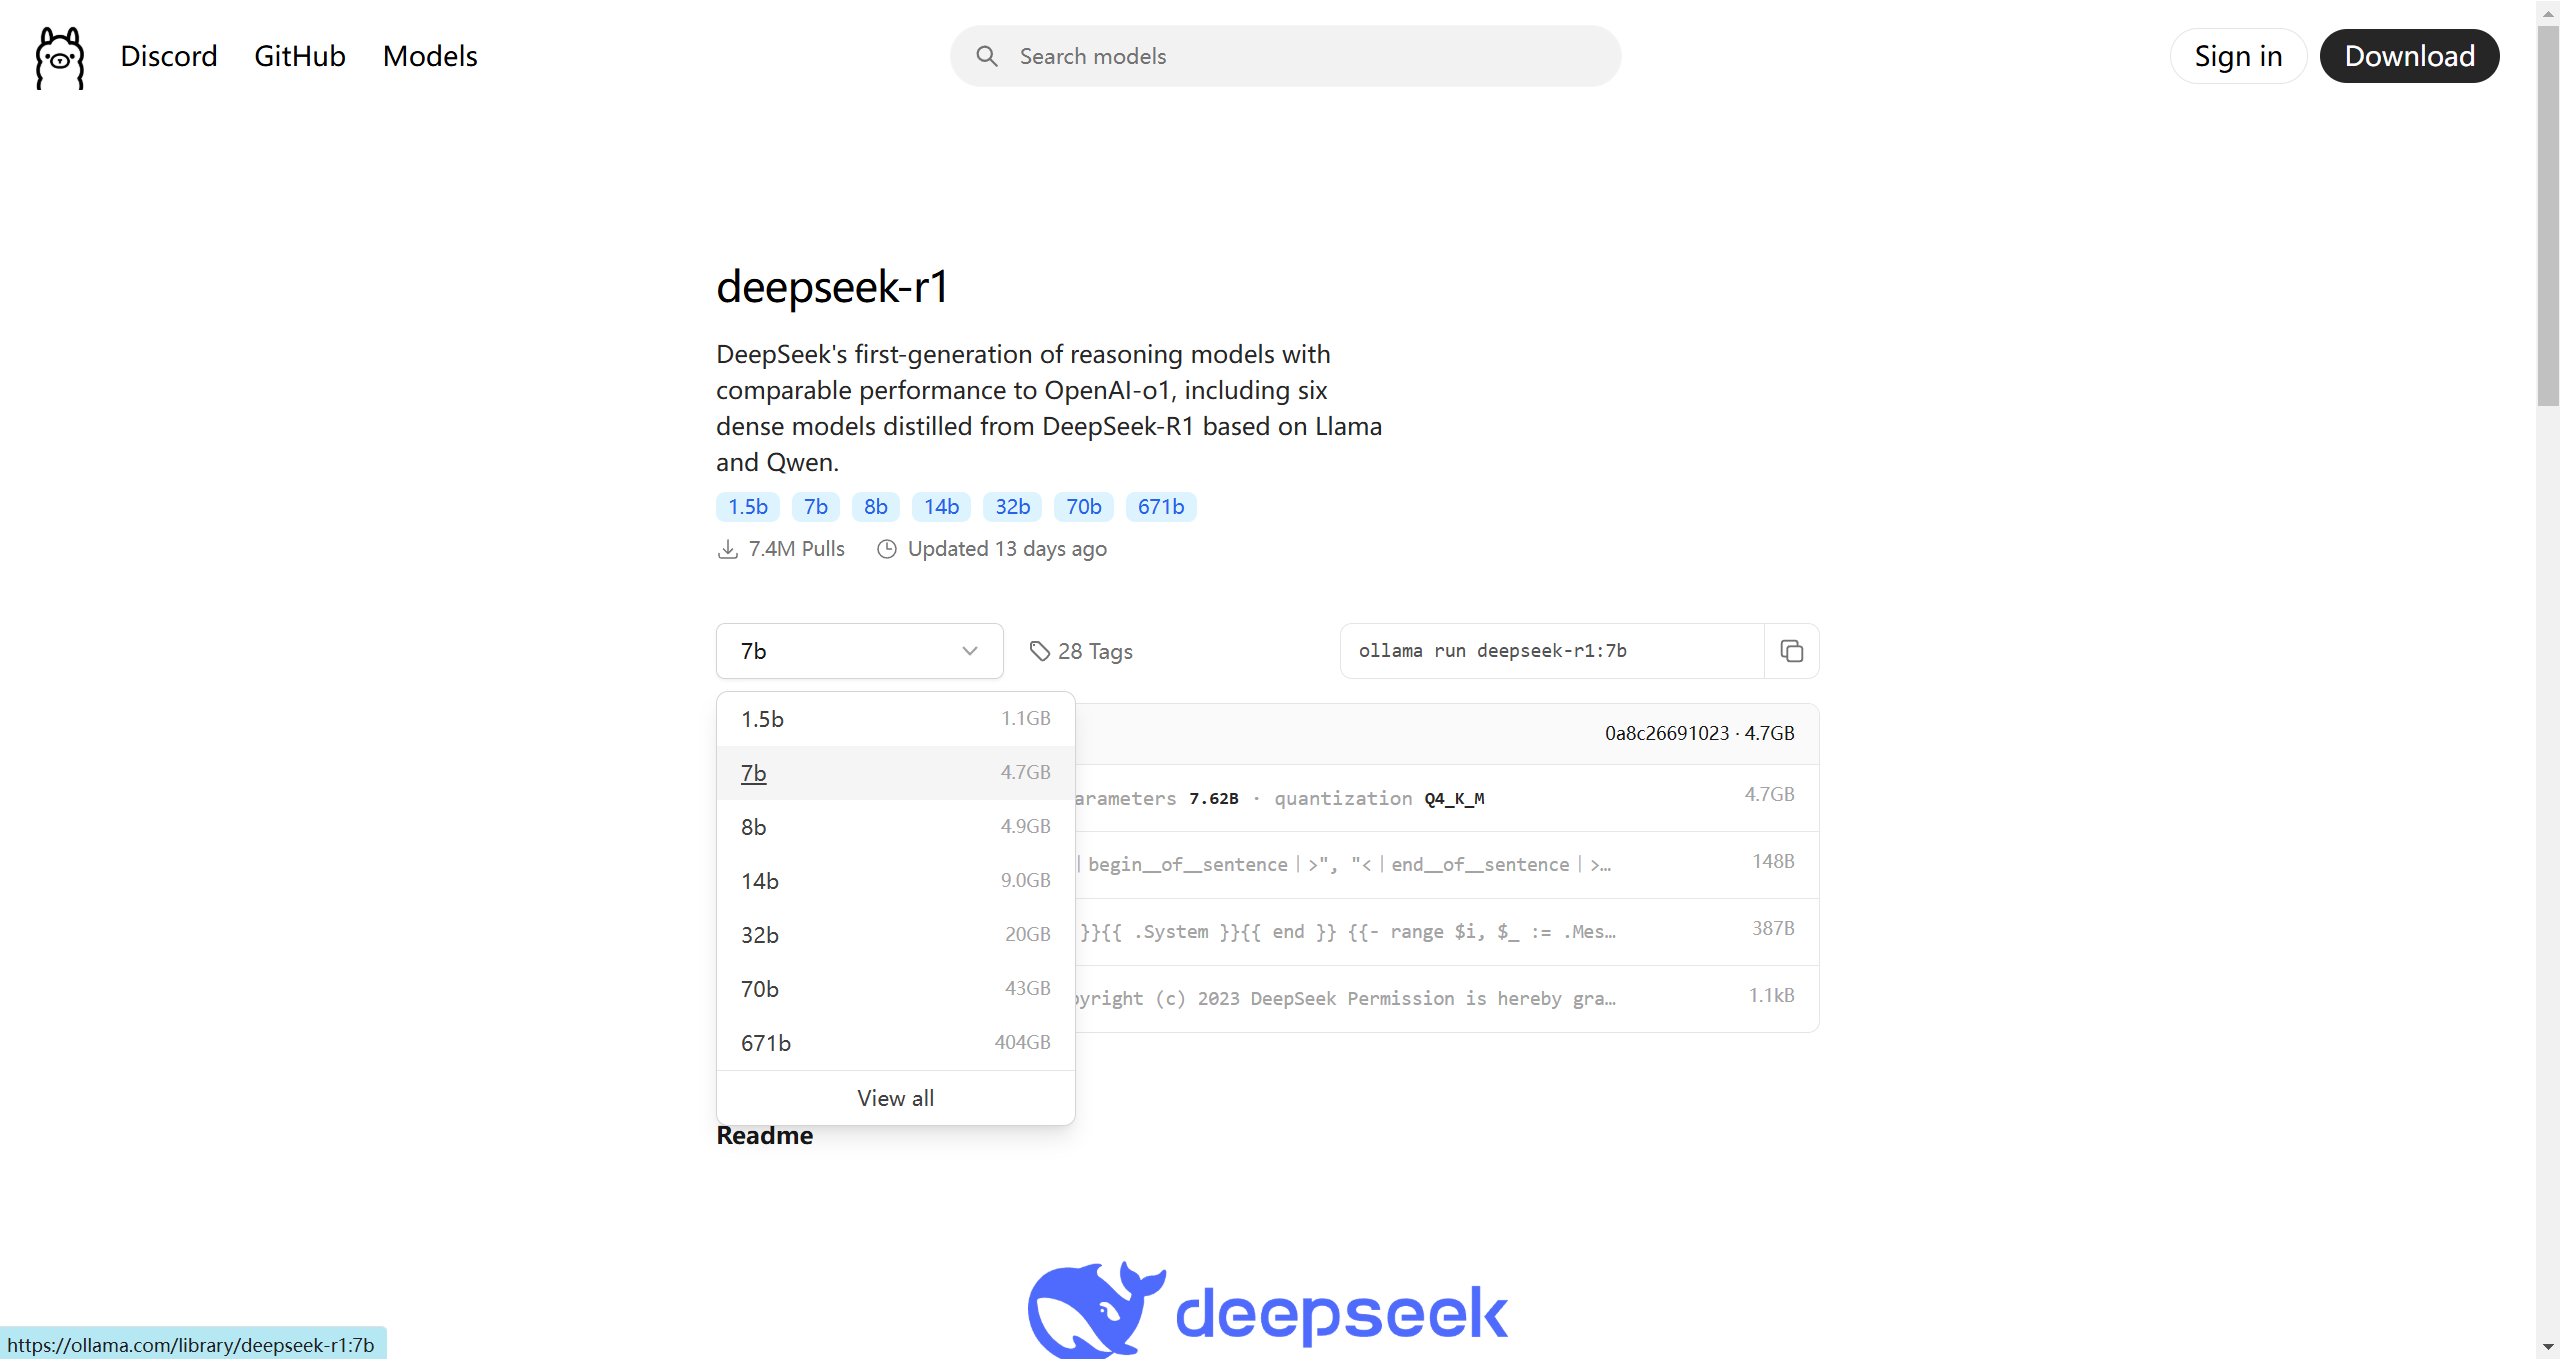 Discord GitHub Models Search models Sign in Download
deepseek-r1
DeepSeek's first-generation of reasoning models with
comparable performance to OpenAI-o1, including six
dense models distilled from DeepSeek-R1 based on Llama
and Qwen.
1.5b 7b 8b 14b 32b 70b 671b
7.4M Pulls Updated 13 days ago
7b 28 Tags ollama run deepseek-r1:7b
1.5b 1.1GB
7b 4.7GB
8b 4.9GB
14b 9.0GB
32b 20GB
70b 43GB
671b 404GB
View all
0a8c26691023 · 4.7GB
arameters 7.62B · quantization Q4_K_M 4.7GB
|begin__of__sentence|>", "<|end__of__sentence|>… 148B
}}{{ .System }}{{ end }} {{- range $i, $_ := .Mes… 387B
pyright (c) 2023 DeepSeek Permission is hereby gra… 1.1kB
Readme
deepseek
https://ollama.com/library/deepseek-r1:7b